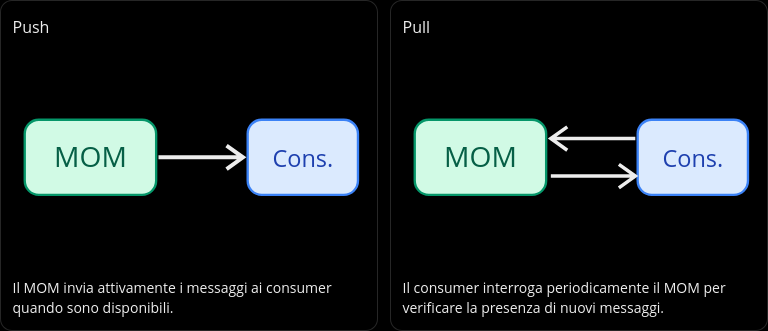 Push
MOM
Cons.
Il MOM invia attivamente i messaggi ai consumer
quando sono disponibili.
Pull
MOM
Cons.
Il consumer interroga periodicamente il MOM per
verificare la presenza di nuovi messaggi.